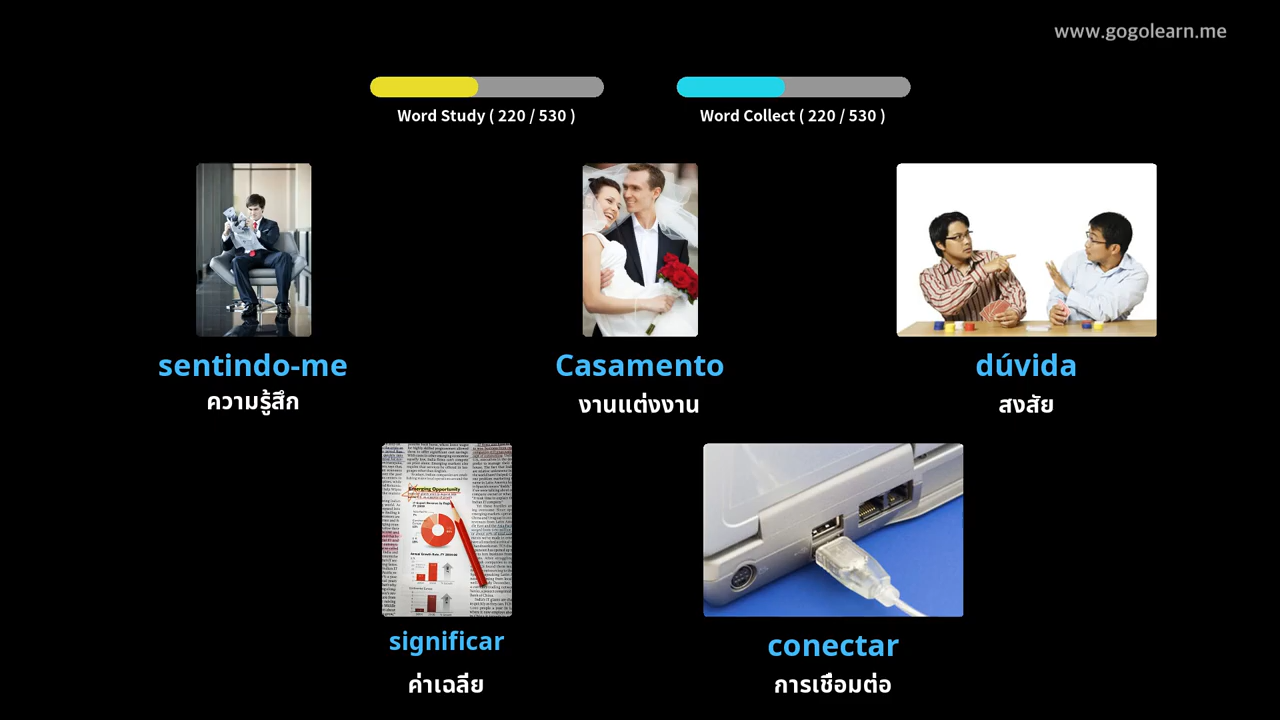 www.gogolearn.me
Word Study ( 220 / 530 )
Word Collect ( 220 / 530 )
sentindo-me
ความรู้สึก
Casamento
งานแต่งงาน
dúvida
สงสัย
Emerging Opportunity
significar
ค่าเฉลี่ย
conectar
การเชื่อมต่อ